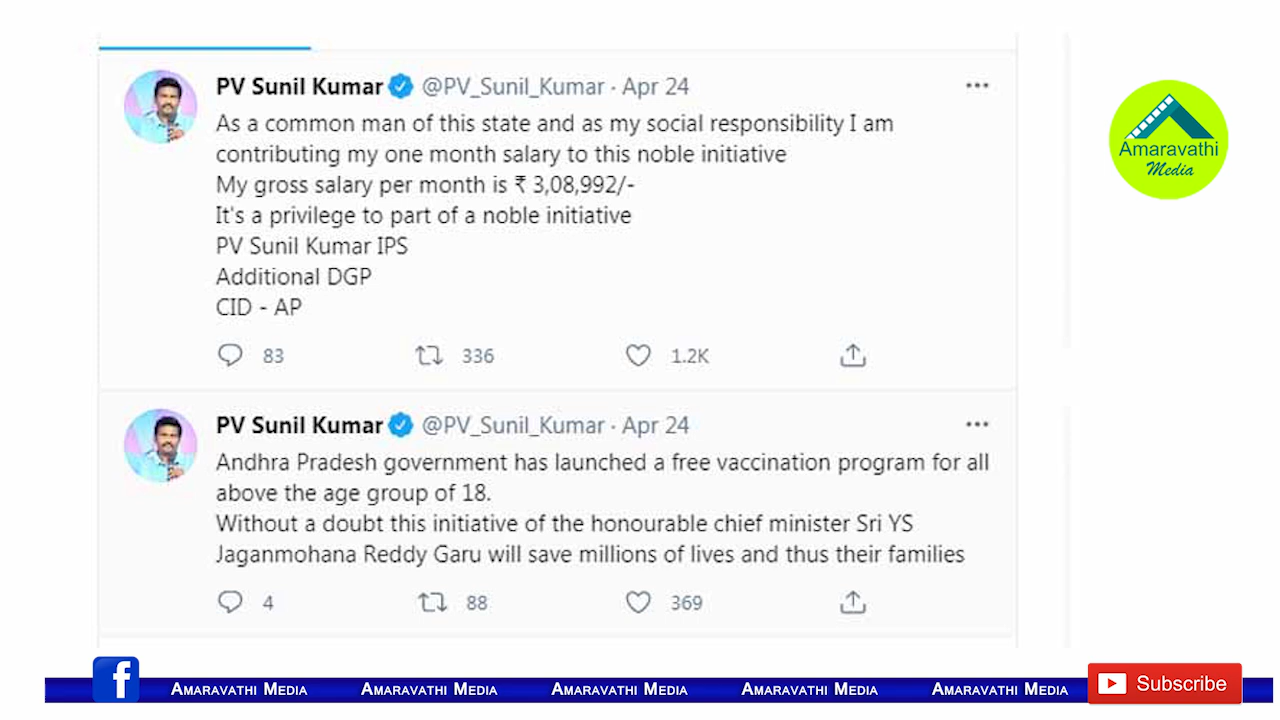 PV Sunil Kumar @PV_Sunil_Kumar · Apr 24
As a common man of this state and as my social responsibility I am
contributing my one month salary to this noble initiative
My gross salary per month is ₹ 3,08,992/-
It's a privilege to part of a noble initiative
PV Sunil Kumar IPS
Additional DGP
CID - AP
83 336 1.2K
PV Sunil Kumar @PV_Sunil_Kumar · Apr 24
Andhra Pradesh government has launched a free vaccination program for all
above the age group of 18.
Without a doubt this initiative of the honourable chief minister Sri YS
Jaganmohana Reddy Garu will save millions of lives and thus their families
4 88 369
Amaravathi
Media
f Amaravathi Media Amaravathi Media Amaravathi Media Amaravathi Media Amaravathi Media Subscribe